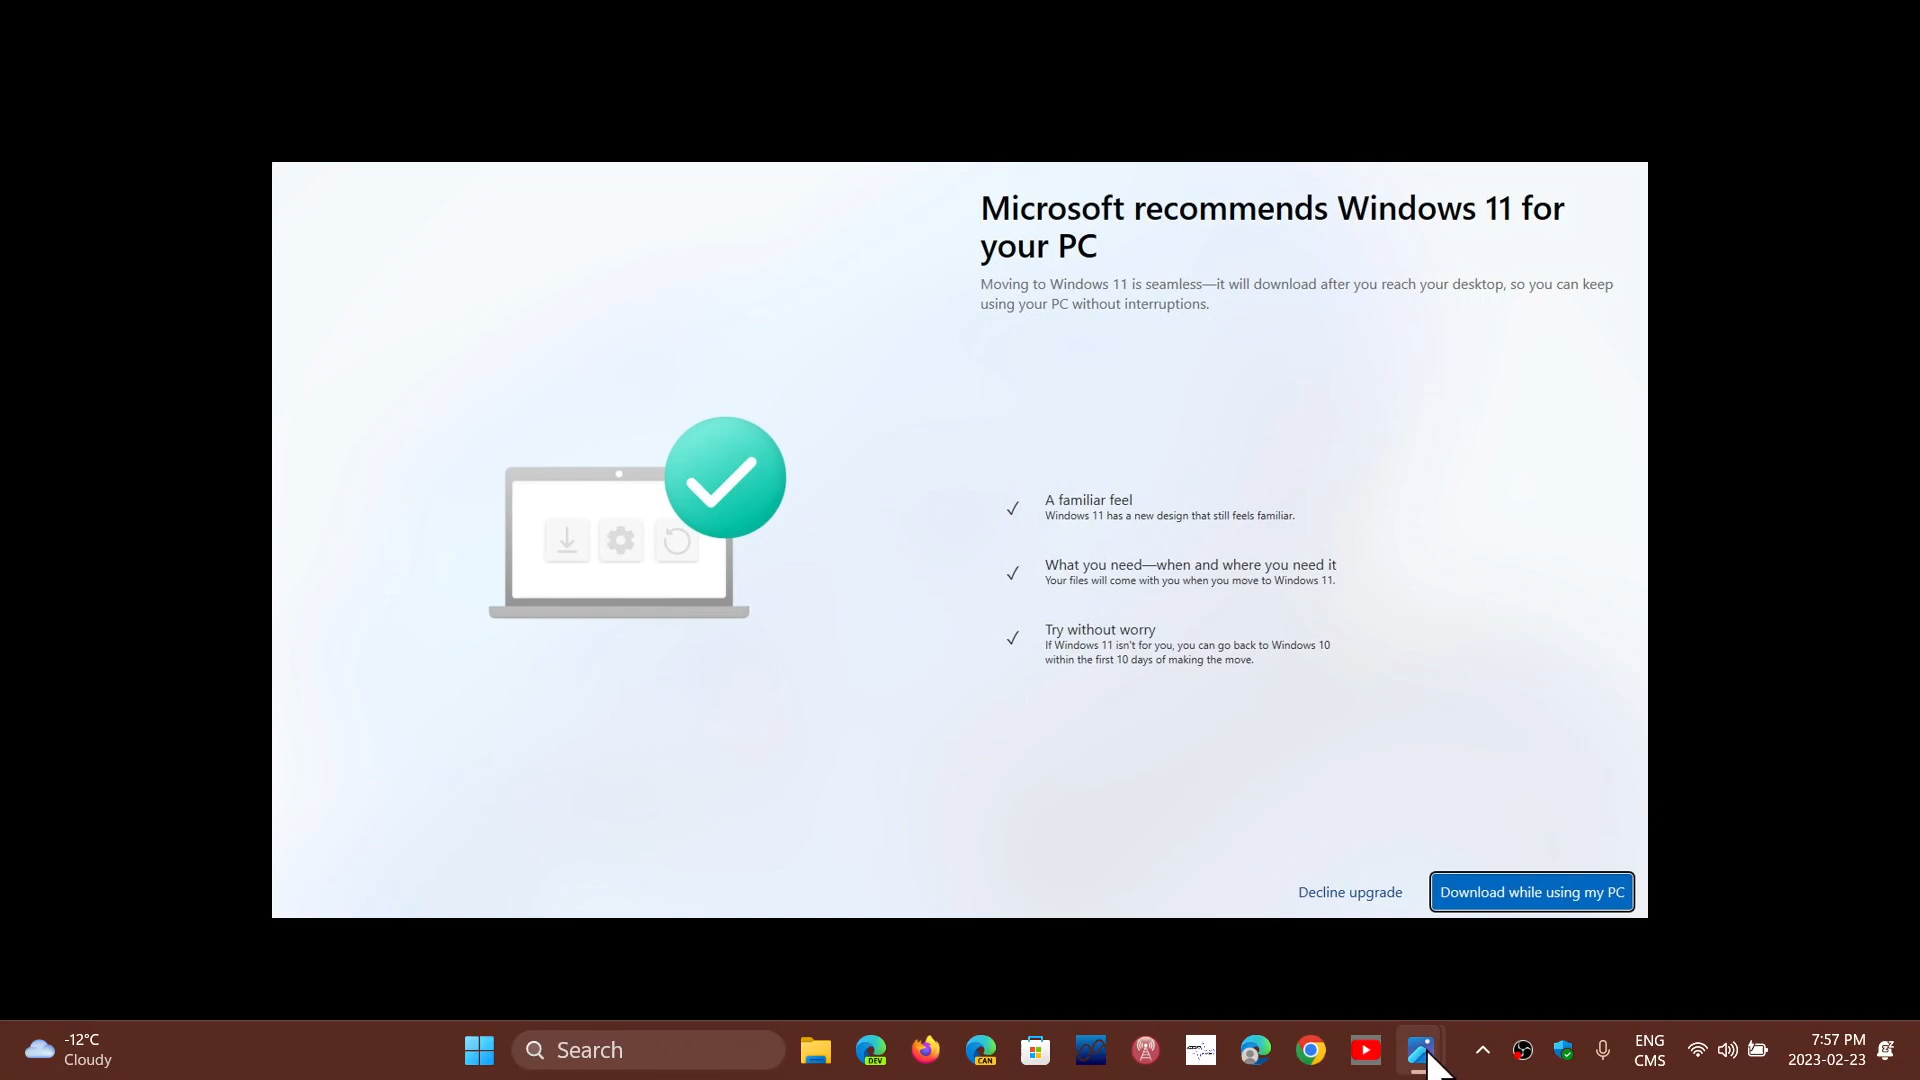 Microsoft recommends Windows 11 for
your PC
Moving to Windows 11 is seamless—it will download after you reach your desktop, so you can keep
using your PC without interruptions.
A familiar feel
Windows 11 has a new design that still feels familiar.
What you need—when and where you need it
Your files will come with you when you move to Windows 11.
Try without worry
If Windows 11 isn't for you, you can go back to Windows 10
within the first 10 days of making the move.
Decline upgrade
Download while using my PC
-12°C
Cloudy
Search
DEV
CAN
ENG
CMS
7:57 PM
2023-02-23